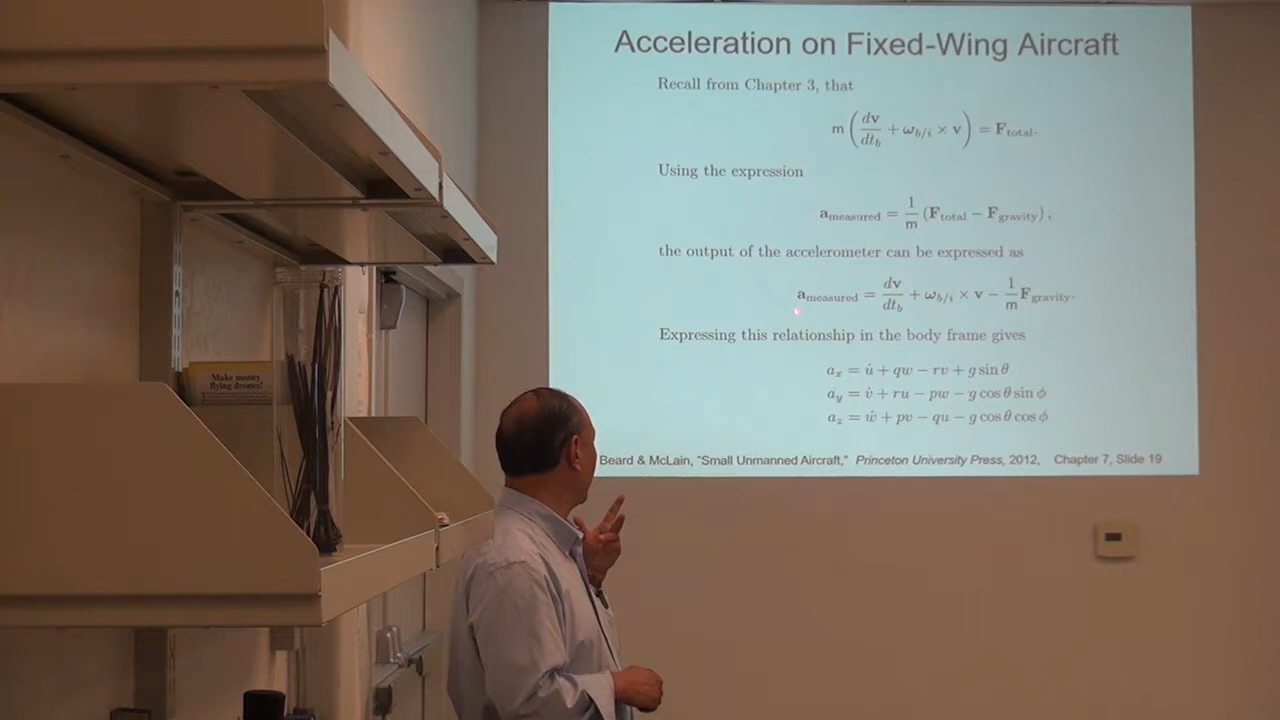 Acceleration on Fixed-Wing Aircraft
Recall from Chapter 3, that
m ( dv/dt_b + ω_{b/i} × v ) = F_total.
Using the expression
a_measured = 1/m (F_total − F_gravity),
the output of the accelerometer can be expressed as
a_measured = dv/dt_b + ω_{b/i} × v − 1/m F_gravity.
Expressing this relationship in the body frame gives
a_x = u̇ + qw − rv + g sin θ
a_y = v̇ + ru − pw − g cos θ sin ϕ
a_z = ẇ + pv − qu − g cos θ cos ϕ
Beard & McLain, "Small Unmanned Aircraft," Princeton University Press, 2012, Chapter 7, Slide 19
Make money
flying drones!